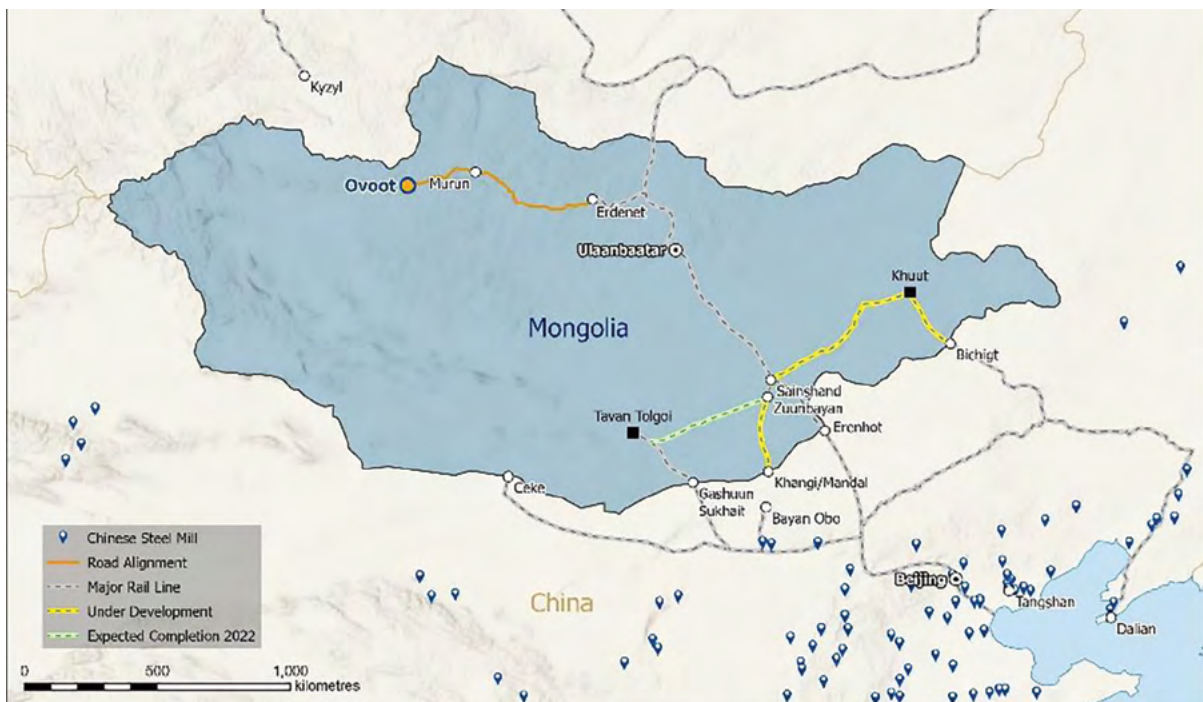 Kyzyl
Ovoot
Murun
Erdenet
Ulaanbaatar
Khuut
Mongolia
Bichigt
Sainshand
Zuunbayan
Tavan Tolgoi
Erenhot
Ceke
Gashuun
Sukhait
Khangi/Mandal
Bayan Obo
Beijing
Tangshan
China
Dalian
Chinese Steel Mill
Road Alignment
Major Rail Line
Under Development
Expected Completion 2022
0 500 1,000
kilometres